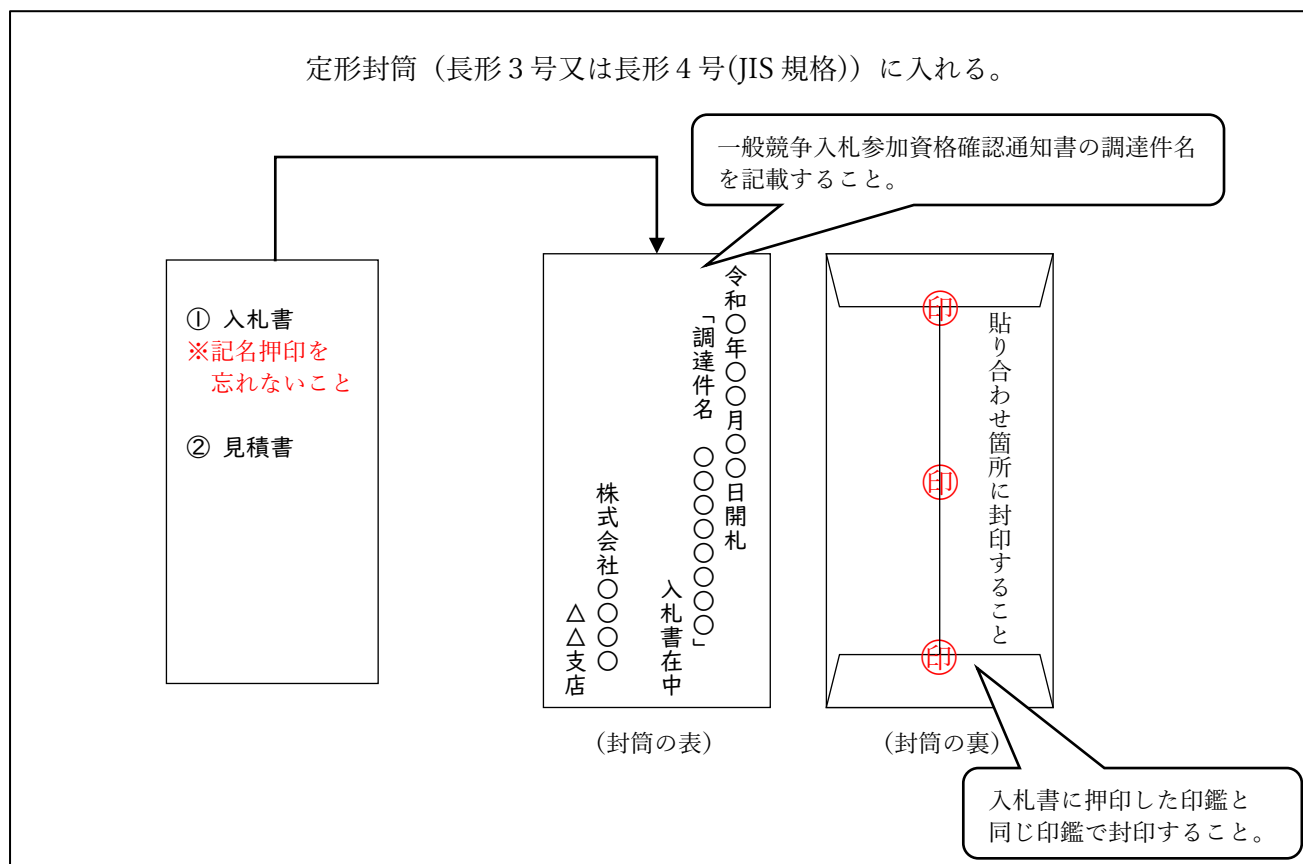 定形封筒（長形３号又は長形４号(JIS 規格)）に入れる。
一般競争入札参加資格確認通知書の調達件名
を記載すること。
① 入札書
※記名押印を
忘れないこと
② 見積書
令和〇年〇〇月〇〇日開札
「調達件名　〇〇〇〇〇〇〇〇」
入札書在中
株式会社〇〇〇〇
△△支店
（封筒の表）
印
印
印
貼り合わせ箇所に封印すること
（封筒の裏）
入札書に押印した印鑑と
同じ印鑑で封印すること。